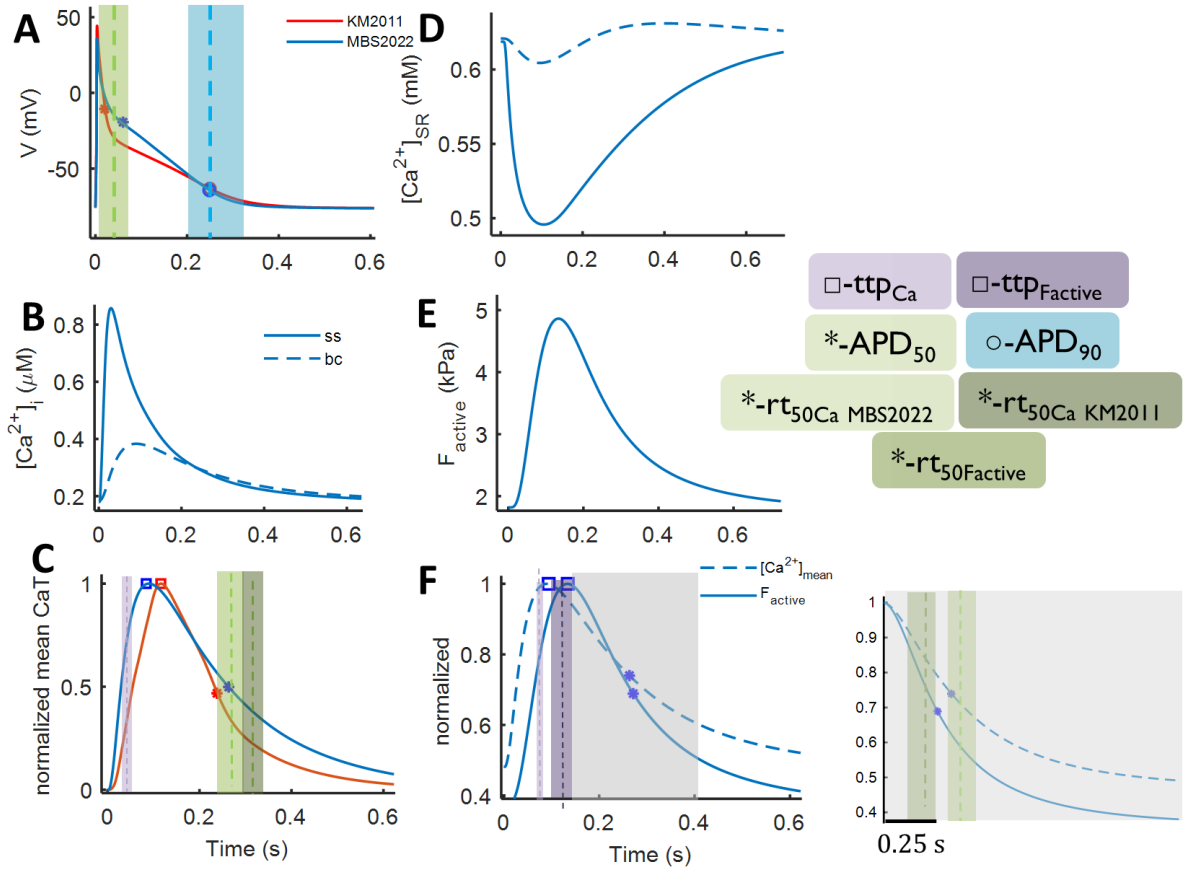 A
V (mV)
50
0
-50
0
0.2
0.4
0.6
KM2011
MBS2022
D
[Ca²⁺]SR (mM)
0.6
0.55
0.5
0
0.2
0.4
0.6
B
[Ca²⁺]i (μM)
0.8
0.6
0.4
0.2
0
0.2
0.4
0.6
ss
bc
E
Factive (kPa)
5
4
3
2
0
0.2
0.4
0.6
□-ttpCa
□-ttpFactive
*-APD50
○-APD90
*-rt50Ca MBS2022
*-rt50Ca KM2011
*-rt50Factive
C
normalized mean CaT
1
0.5
0
0
0.2
0.4
0.6
Time (s)
F
normalized
1
0.8
0.6
0.4
0
0.2
0.4
0.6
Time (s)
[Ca²⁺]mean
Factive
1
0.9
0.8
0.7
0.6
0.5
0.4
0.25 s